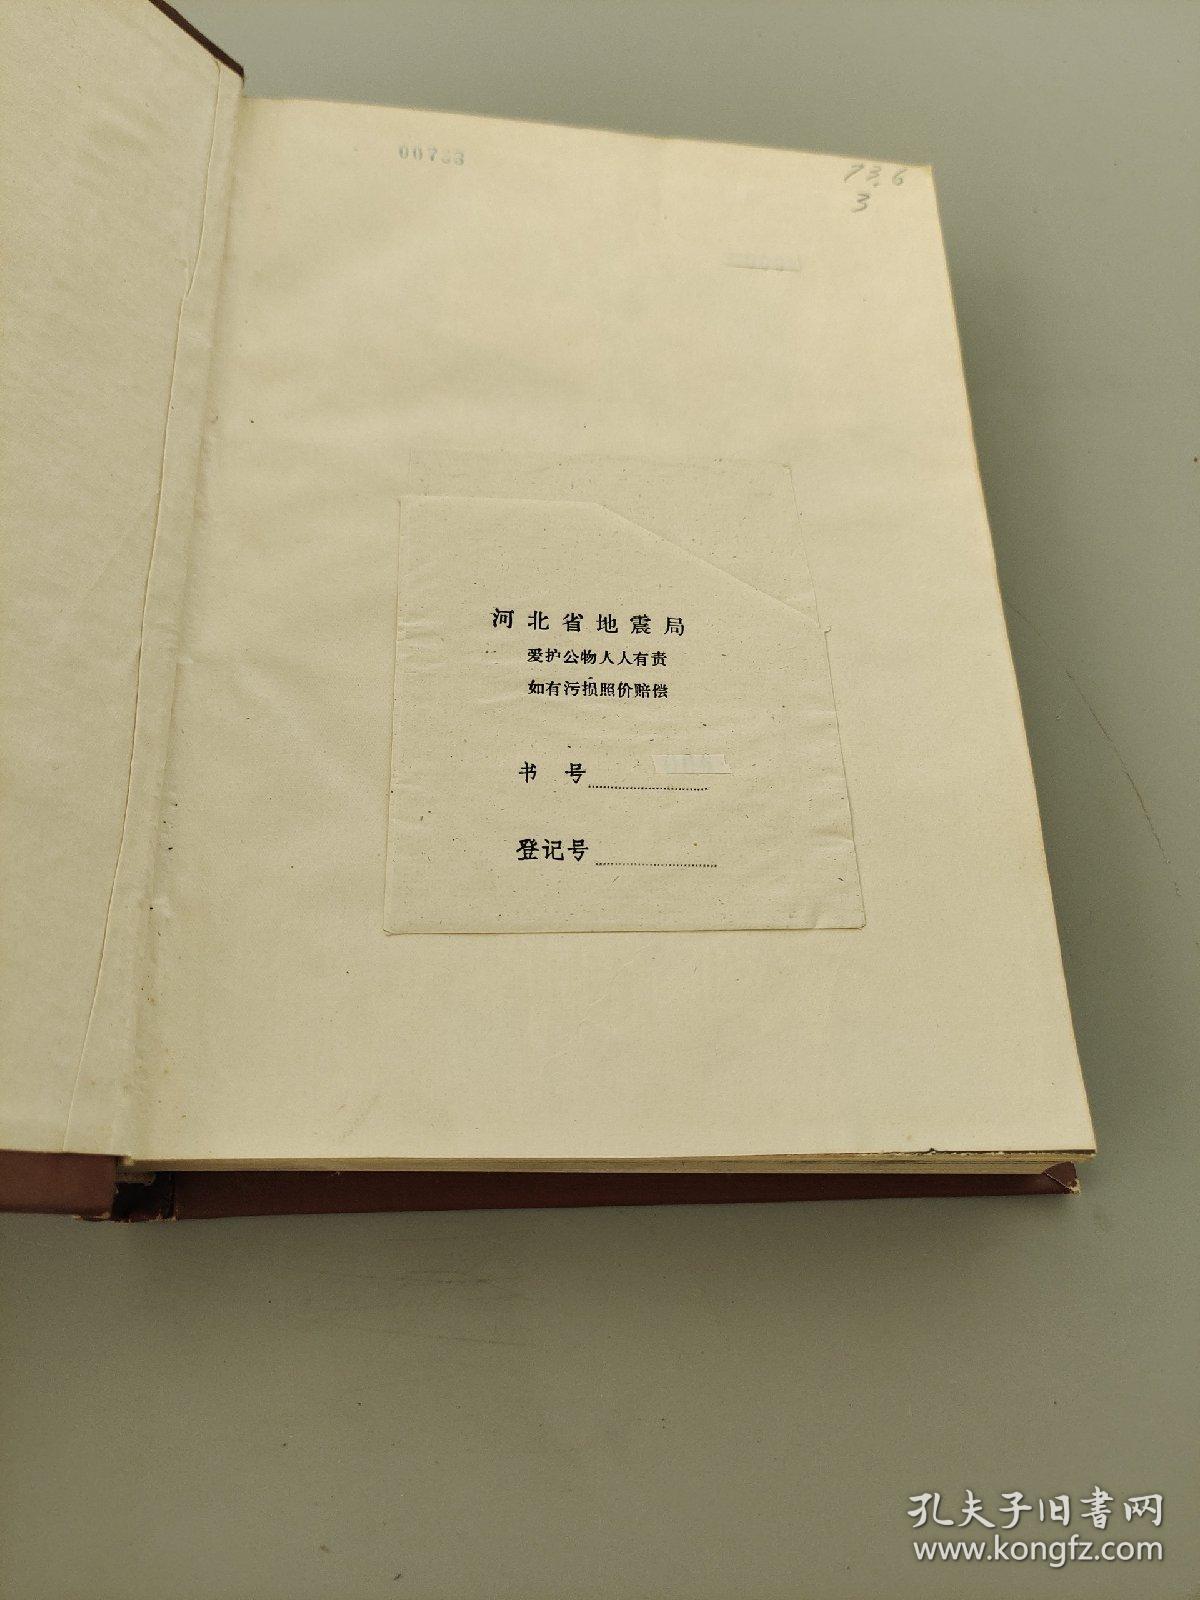 73.6
3
河北省地震局
爱护公物人人有责
如有污损照价赔偿
书 号
登记号
孔夫子旧书网
www.kongfz.com